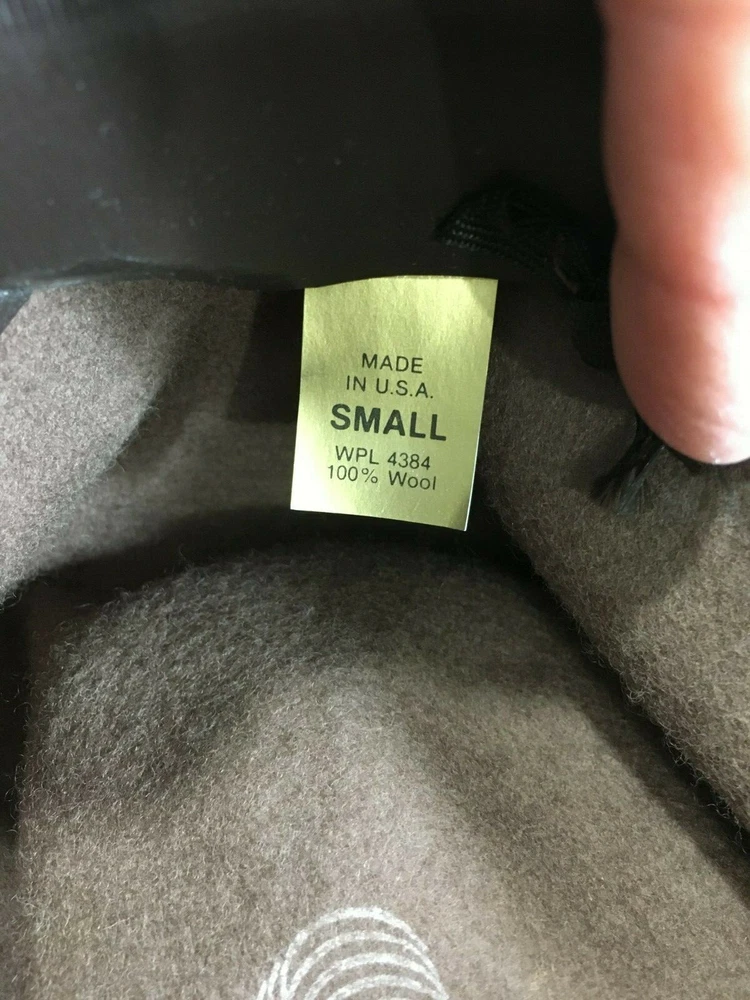 MADE
IN U.S.A.
SMALL
WPL 4384
100% Wool